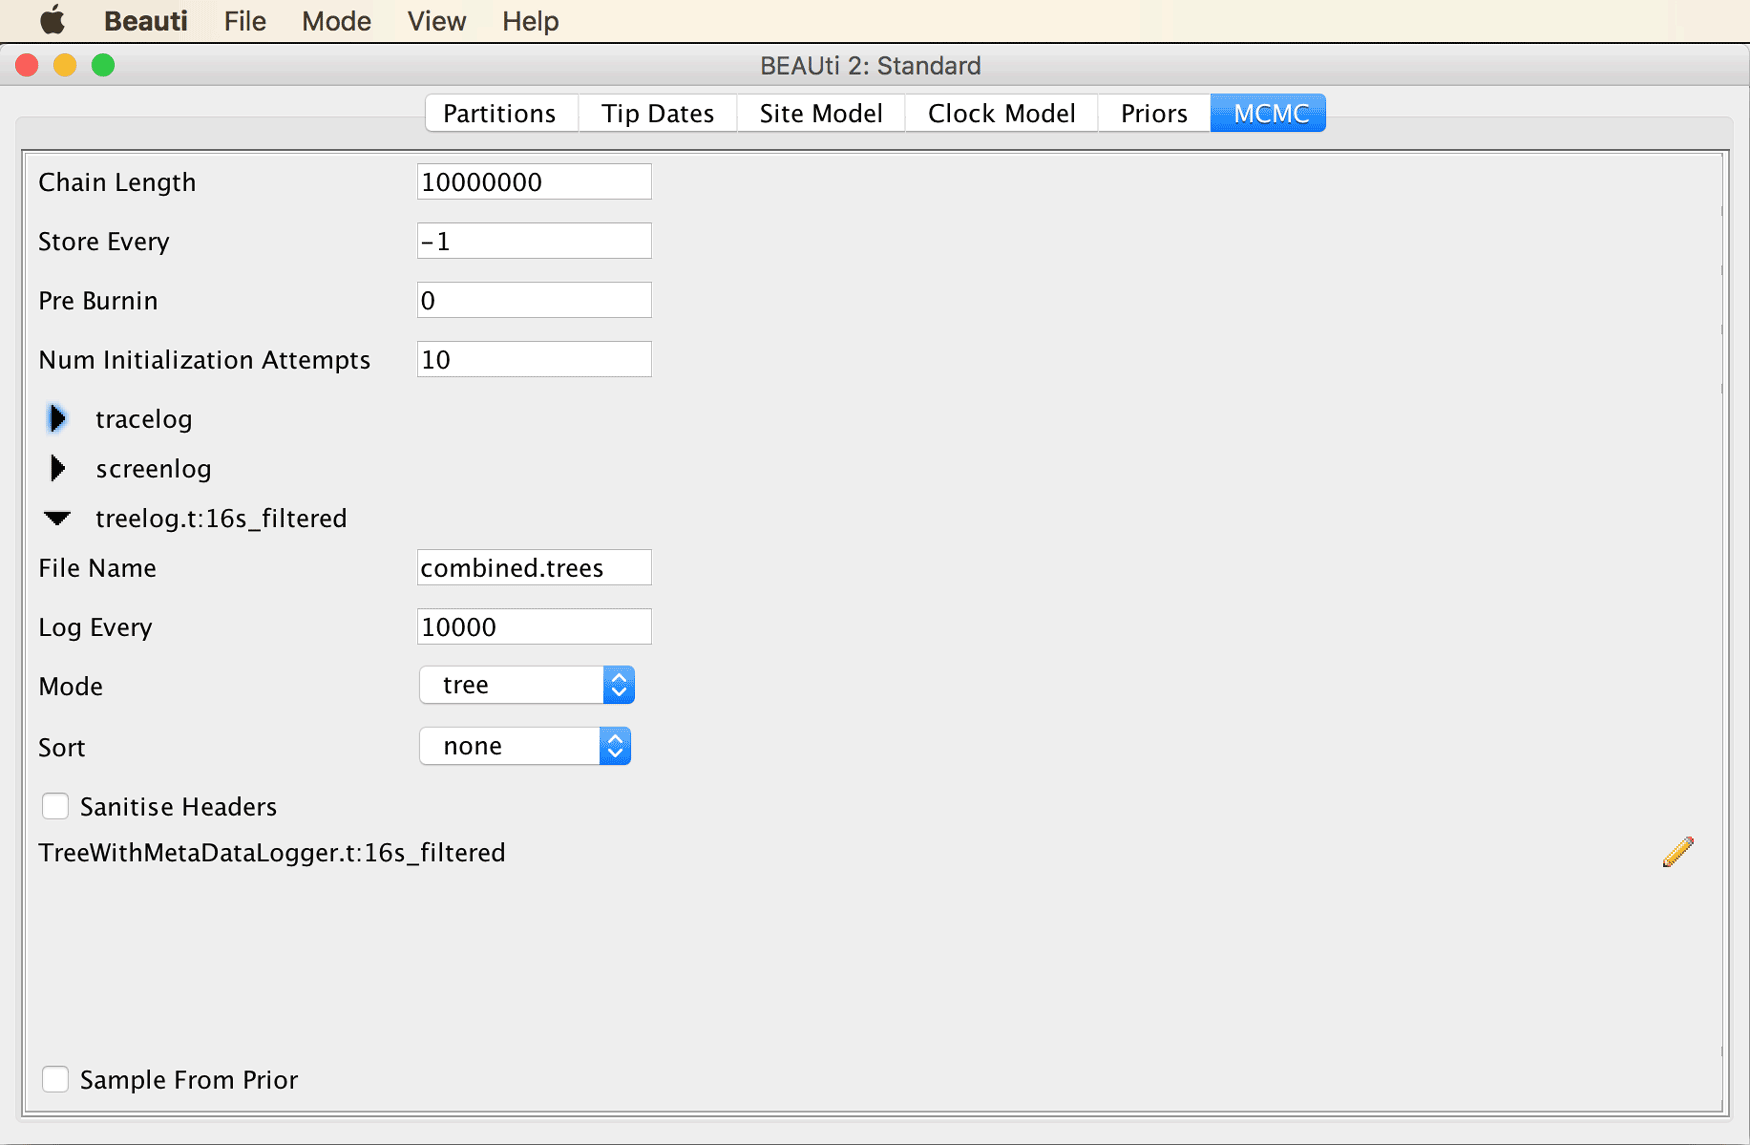 Beauti File Mode View Help
BEAUti 2: Standard
Partitions Tip Dates Site Model Clock Model Priors MCMC
Chain Length 10000000
Store Every -1
Pre Burnin 0
Num Initialization Attempts 10
tracelog
screenlog
treelog.t:16s_filtered
File Name combined.trees
Log Every 10000
Mode tree
Sort none
Sanitise Headers
TreeWithMetaDataLogger.t:16s_filtered
Sample From Prior